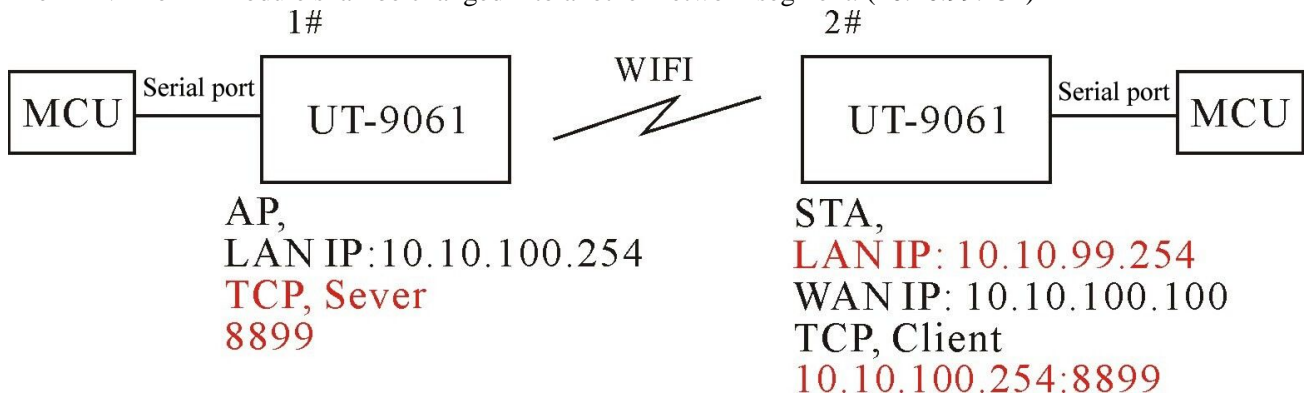 1#
2#
MCU
Serial port
UT-9061
WIFI
UT-9061
Serial port
MCU
AP,
LAN IP:10.10.100.254
TCP, Sever
8899
STA,
LAN IP: 10.10.99.254
WAN IP: 10.10.100.100
TCP, Client
10.10.100.254:8899